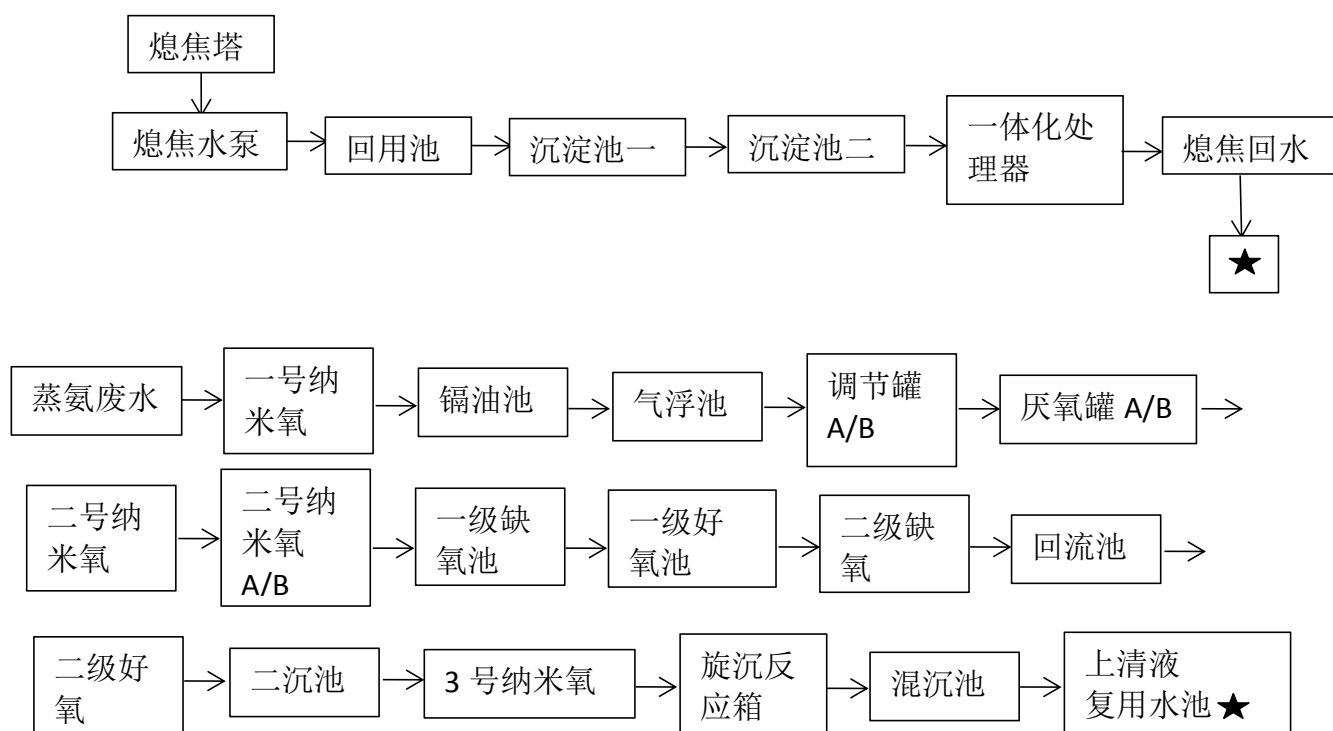 熄焦塔
熄焦水泵
回用池
沉淀池一
沉淀池二
一体化处
理器
熄焦回水
★
蒸氨废水
一号纳
米氧
镉油池
气浮池
调节罐
A/B
厌氧罐 A/B
二号纳
米氧
二号纳
米氧
A/B
一级缺
氧池
一级好
氧池
二级缺
氧
回流池
二级好
氧
二沉池
3 号纳米氧
旋沉反
应箱
混沉池
上清液
复用水池★